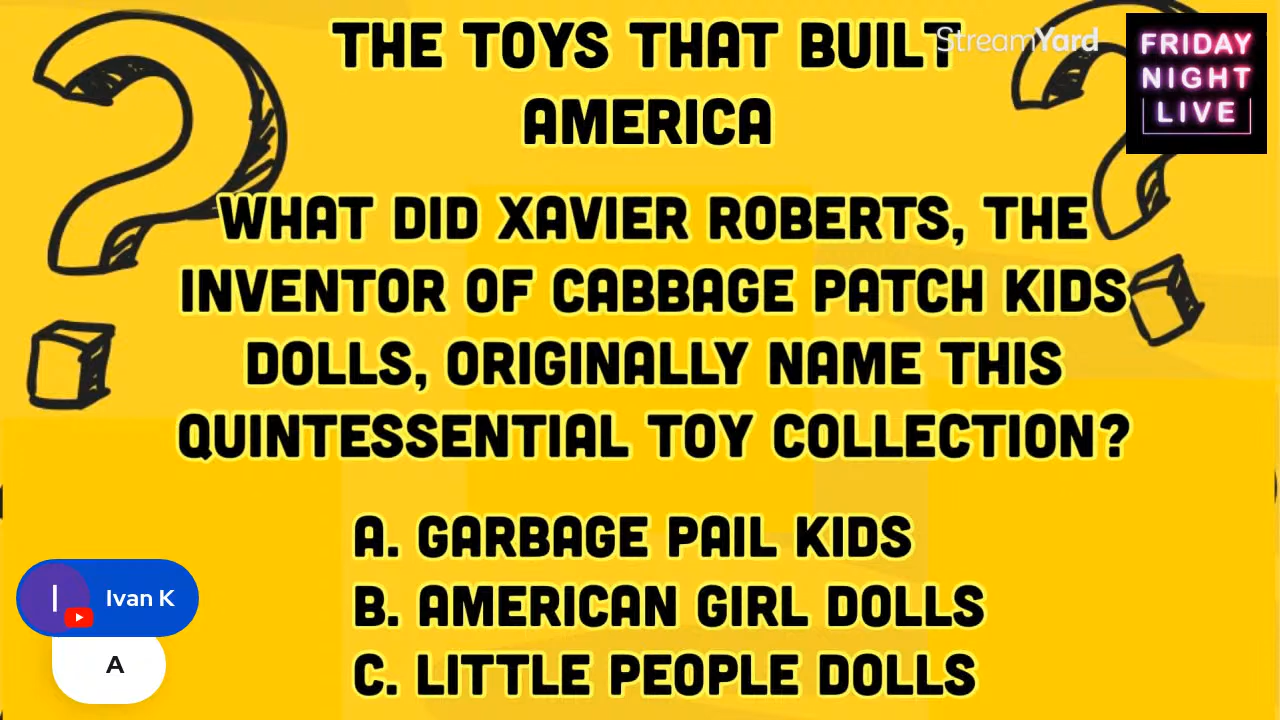 THE TOYS THAT BUILT
AMERICA
StreamYard
FRIDAY
NIGHT
LIVE
WHAT DID XAVIER ROBERTS, THE
INVENTOR OF CABBAGE PATCH KIDS
DOLLS, ORIGINALLY NAME THIS
QUINTESSENTIAL TOY COLLECTION?
A. GARBAGE PAIL KIDS
B. AMERICAN GIRL DOLLS
C. LITTLE PEOPLE DOLLS
I
Ivan K
A